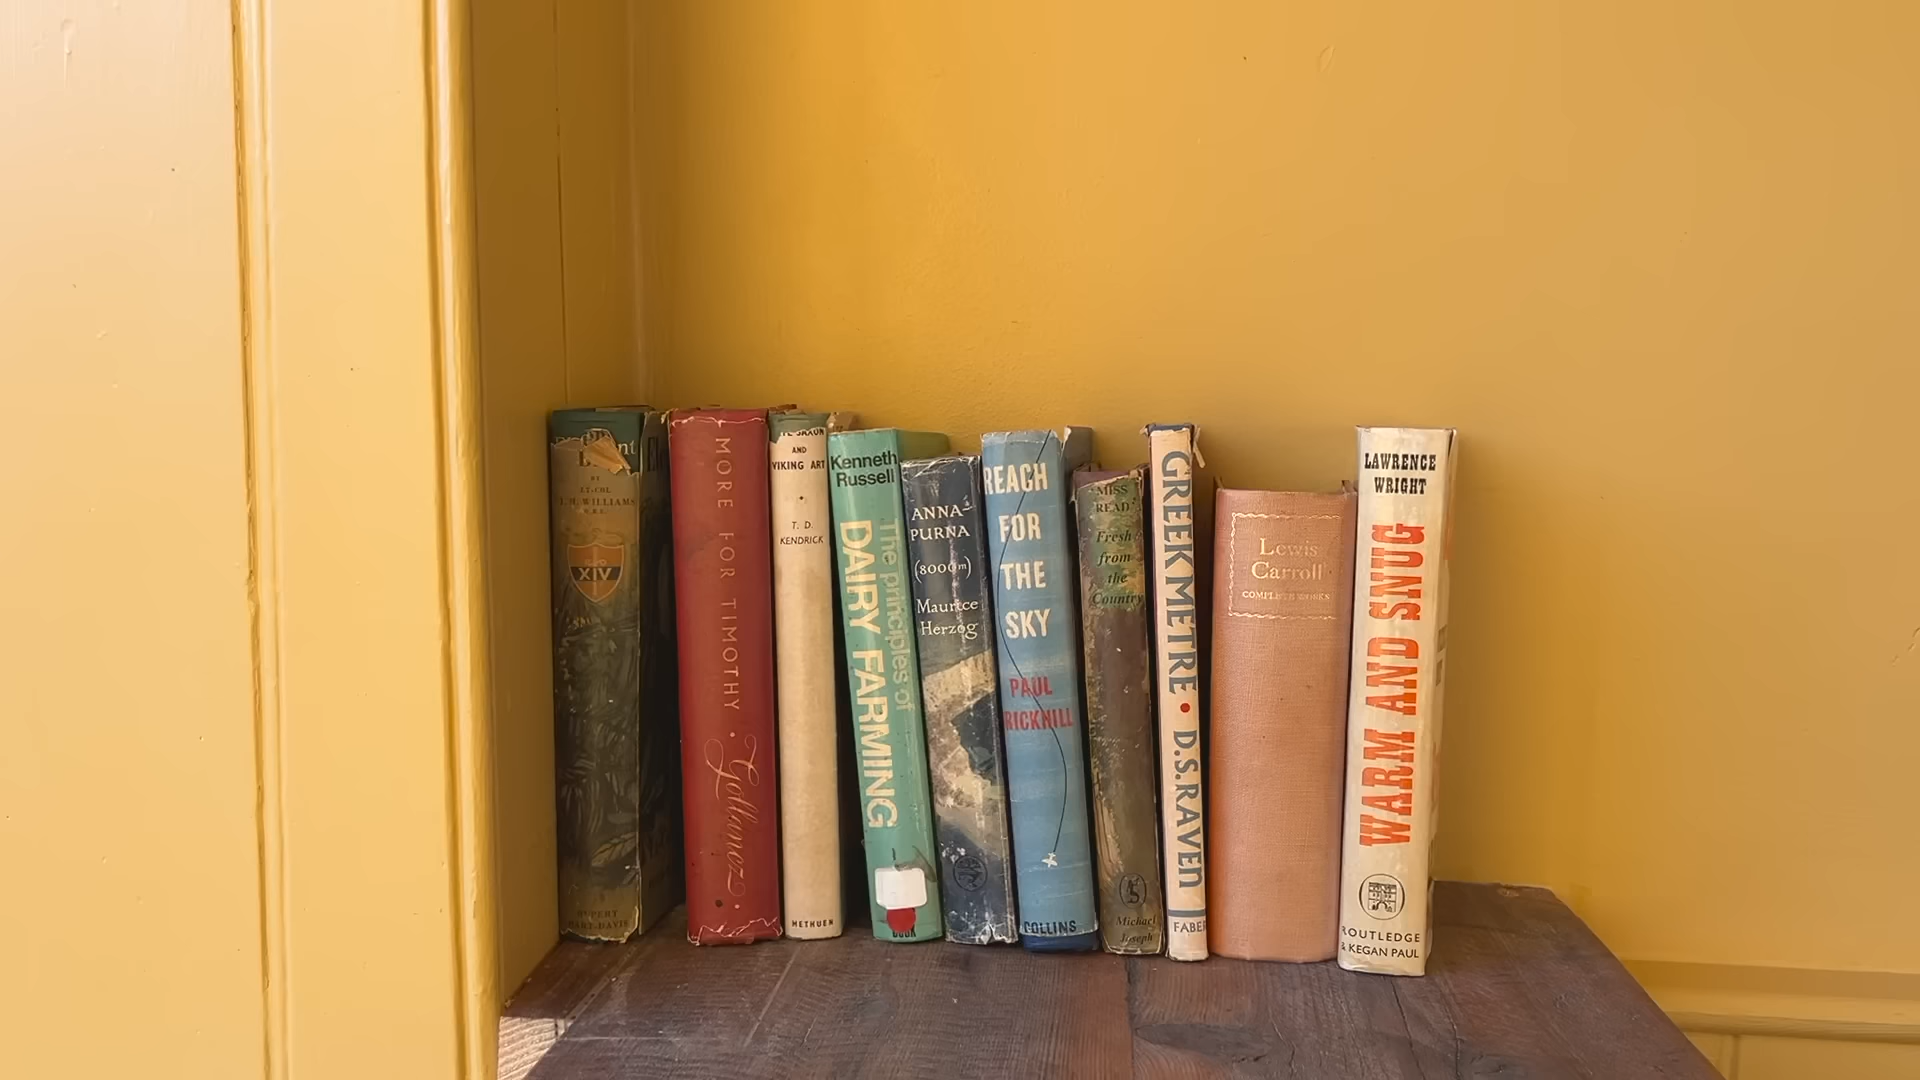 BY
LT-COL.
J. H. WILLIAMS
O.B.E.
XIV
RUPERT
HART-DAVIS
MORE FOR TIMOTHY • Gollancz •
SAXON
AND
VIKING ART
T. D.
KENDRICK
METHUEN
Kenneth
Russell
The principles of
DAIRY FARMING
ANNA-
PURNA
(8000m)
Maurice
Herzog
REACH
FOR
THE
SKY
PAUL
BRICKHILL
COLLINS
'MISS
READ'
Fresh
from
the
Country
Michael
Joseph
GREEK METRE • D.S. RAVEN
FABER
Lewis
Carroll
COMPLETE WORKS
LAWRENCE
WRIGHT
WARM AND SNUG
ROUTLEDGE
& KEGAN PAUL